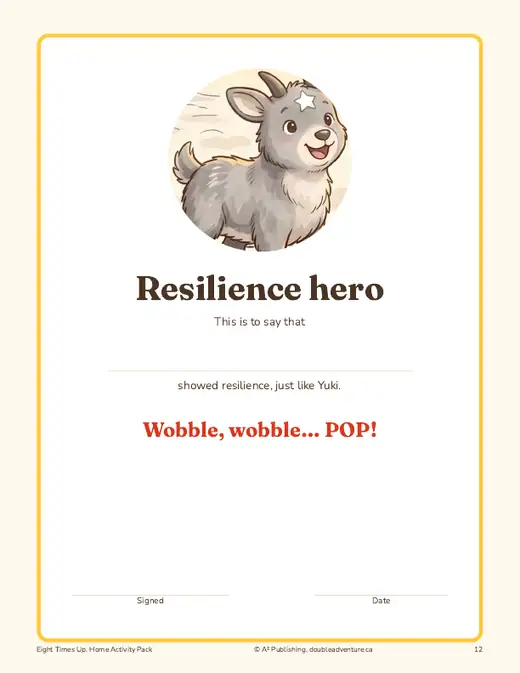 Resilience hero
This is to say that
showed resilience, just like Yuki.
Wobble, wobble... POP!
Signed
Date
Eight Times Up. Home Activity Pack
© A² Publishing, doubleadventure.ca
12